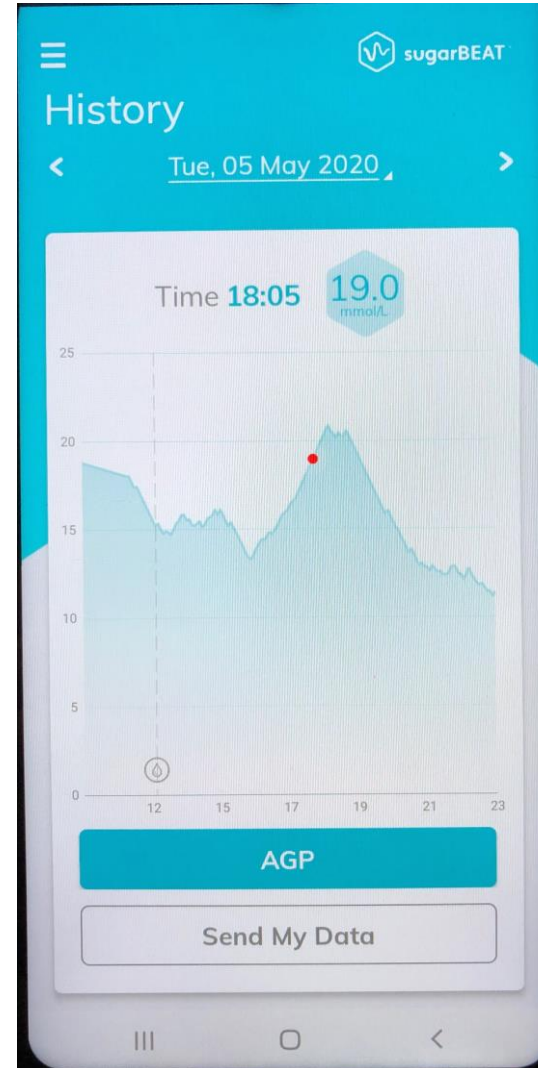 sugarBEAT
History
Tue, 05 May 2020
Time 18:05 19.0
mmol/L
25
20
15
10
5
0
12 15 17 19 21 23
AGP
Send My Data